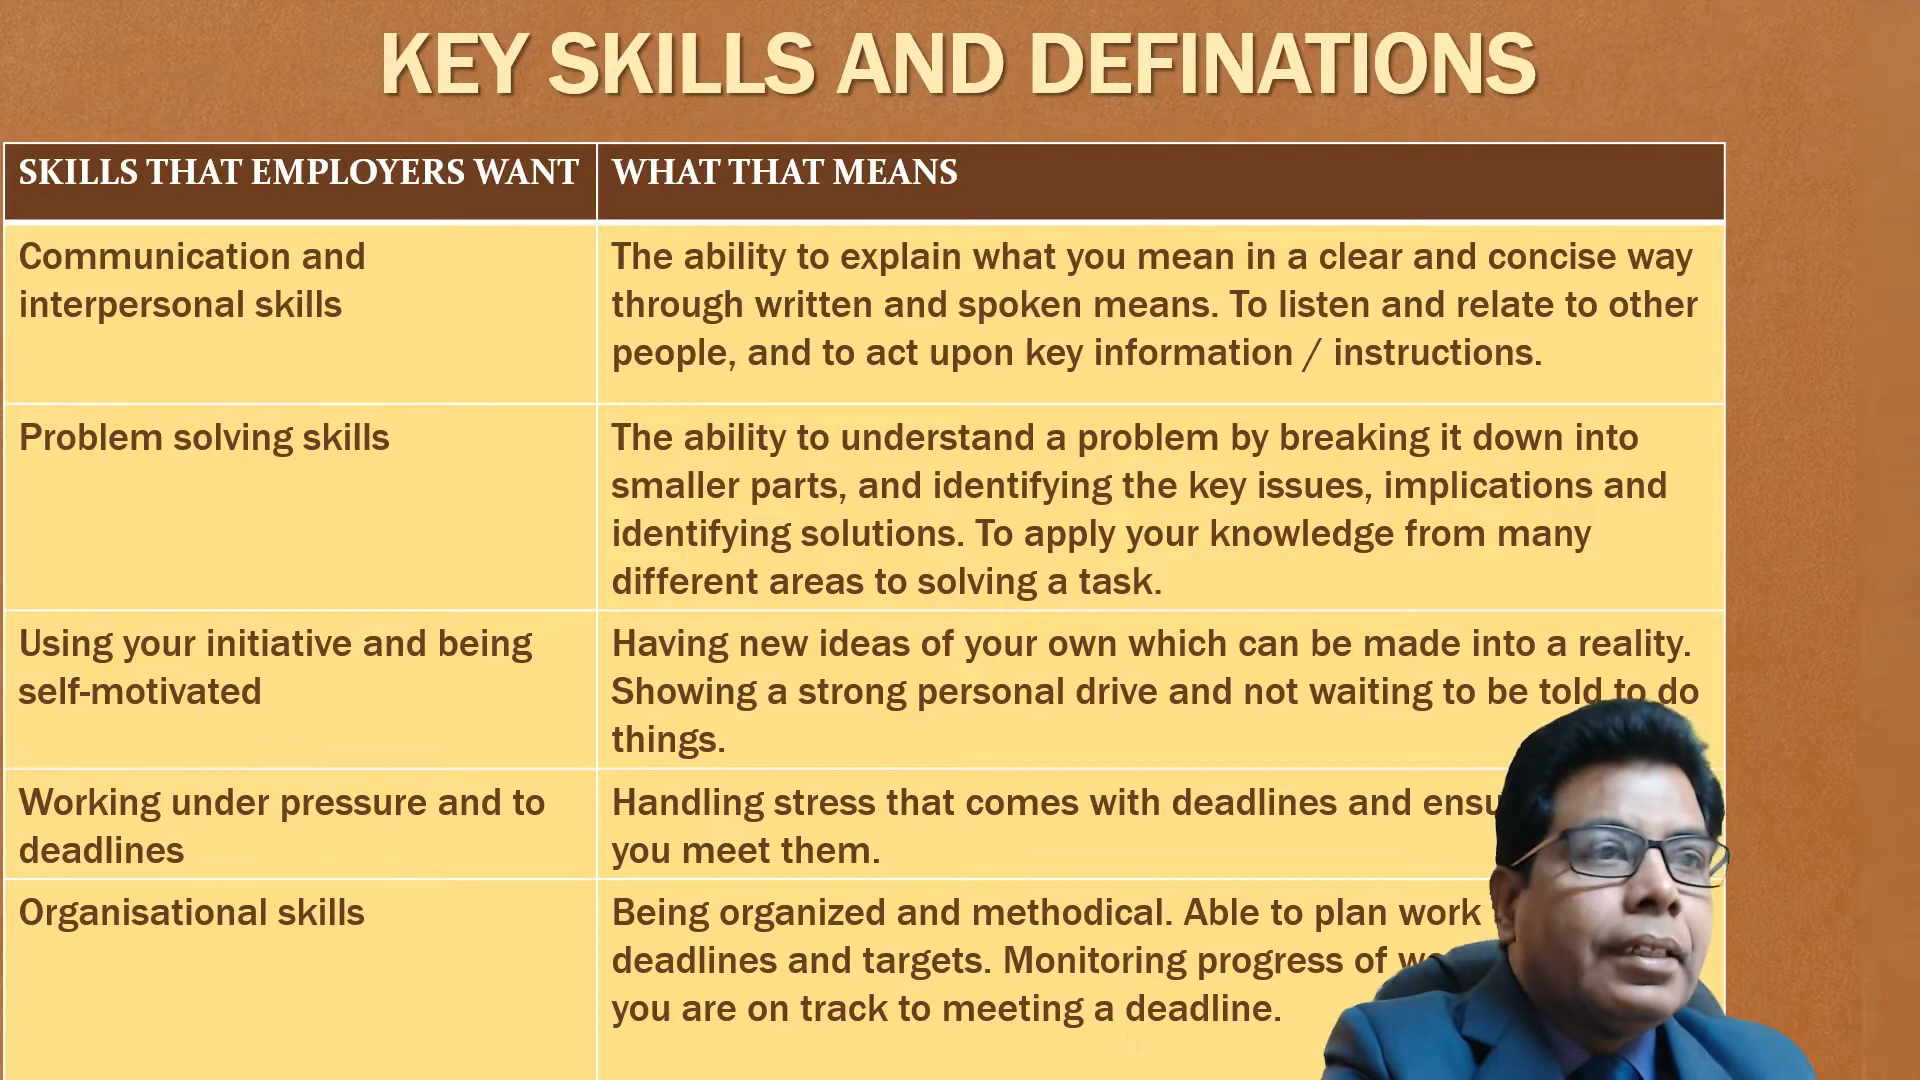 KEY SKILLS AND DEFINATIONS
SKILLS THAT EMPLOYERS WANT
WHAT THAT MEANS
Communication and
interpersonal skills
The ability to explain what you mean in a clear and concise way
through written and spoken means. To listen and relate to other
people, and to act upon key information / instructions.
Problem solving skills
The ability to understand a problem by breaking it down into
smaller parts, and identifying the key issues, implications and
identifying solutions. To apply your knowledge from many
different areas to solving a task.
Using your initiative and being
self-motivated
Having new ideas of your own which can be made into a reality.
Showing a strong personal drive and not waiting to be told to do
things.
Working under pressure and to
deadlines
Handling stress that comes with deadlines and
you meet them.
Organisational skills
Being organized and methodical. Able to plan work
deadlines and targets. Monitoring progress of
you are on track to meeting a deadline.